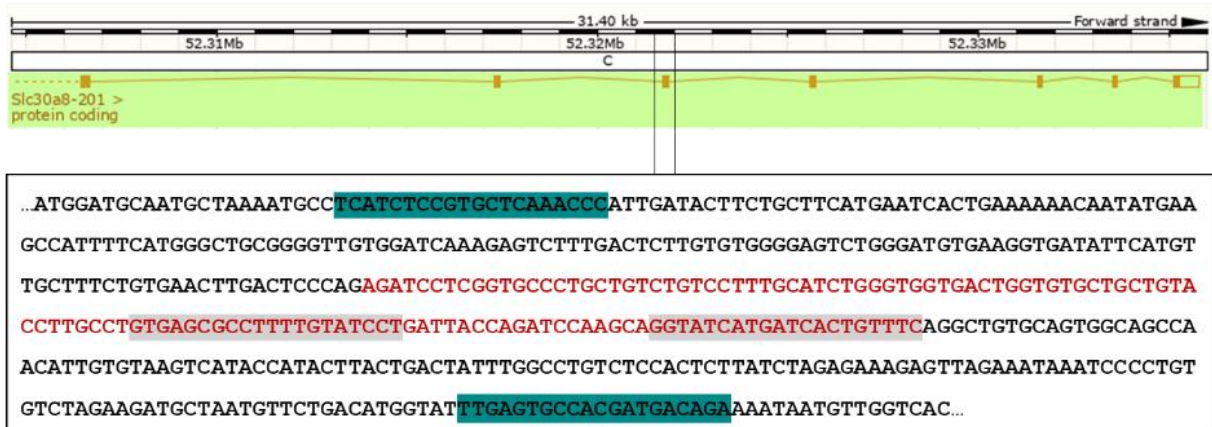 31.40 kb
Forward strand
52.31Mb
52.32Mb
52.33Mb
C
Slc30a8-201 >
protein coding
...ATGGATGCAATGCTAAAATGCCTCATCTCCGTGCTCAAACCCATTGATACTTCTGCTTCATGAATCACTGAAAAAACAATATGAA
GCCATTTTCATGGGCTGCGGGGTTGTGGATCAAAGAGTCTTTGACTCTTGTGTGGGGAGTCTGGGATGTGAAGGTGATATTCATGT
TGCTTTCTGTGAACTTGACTCCCAGAGATCCTCGGTGCCCTGCTGTCTGTCCTTTGCATCTGGGTGGTGACTGGTGTGCTGCTGTA
CCTTGCCTGTGAGCGCCTTTTGTATCCTGATTACCAGATCCAAGCAGGTATCATGATCACTGTTTCAGGCTGTGCAGTGGCAGCCA
ACATTGTGTAAGTCATACCATACTTACTGACTATTTGGCCTGTCTCCACTCTTATCTAGAGAAAGAGTTAGAAATAAATCCCCTGT
GTCTAGAAGATGCTAATGTTCTGACATGGTATTTGAGTGCCACGATGACAGAAAATAATGTTGGTCAC...